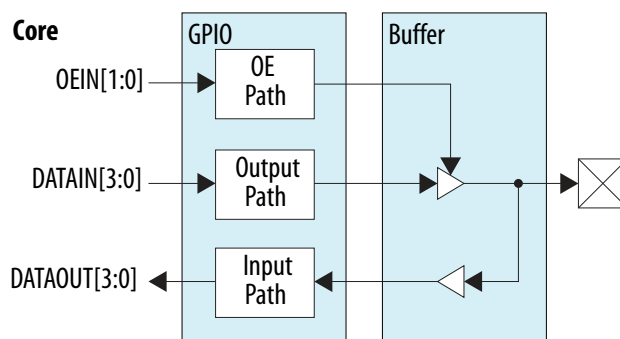 Core
GPIO
Buffer
OEIN[1:0]
OE
Path
DATAIN[3:0]
Output
Path
DATAOUT[3:0]
Input
Path